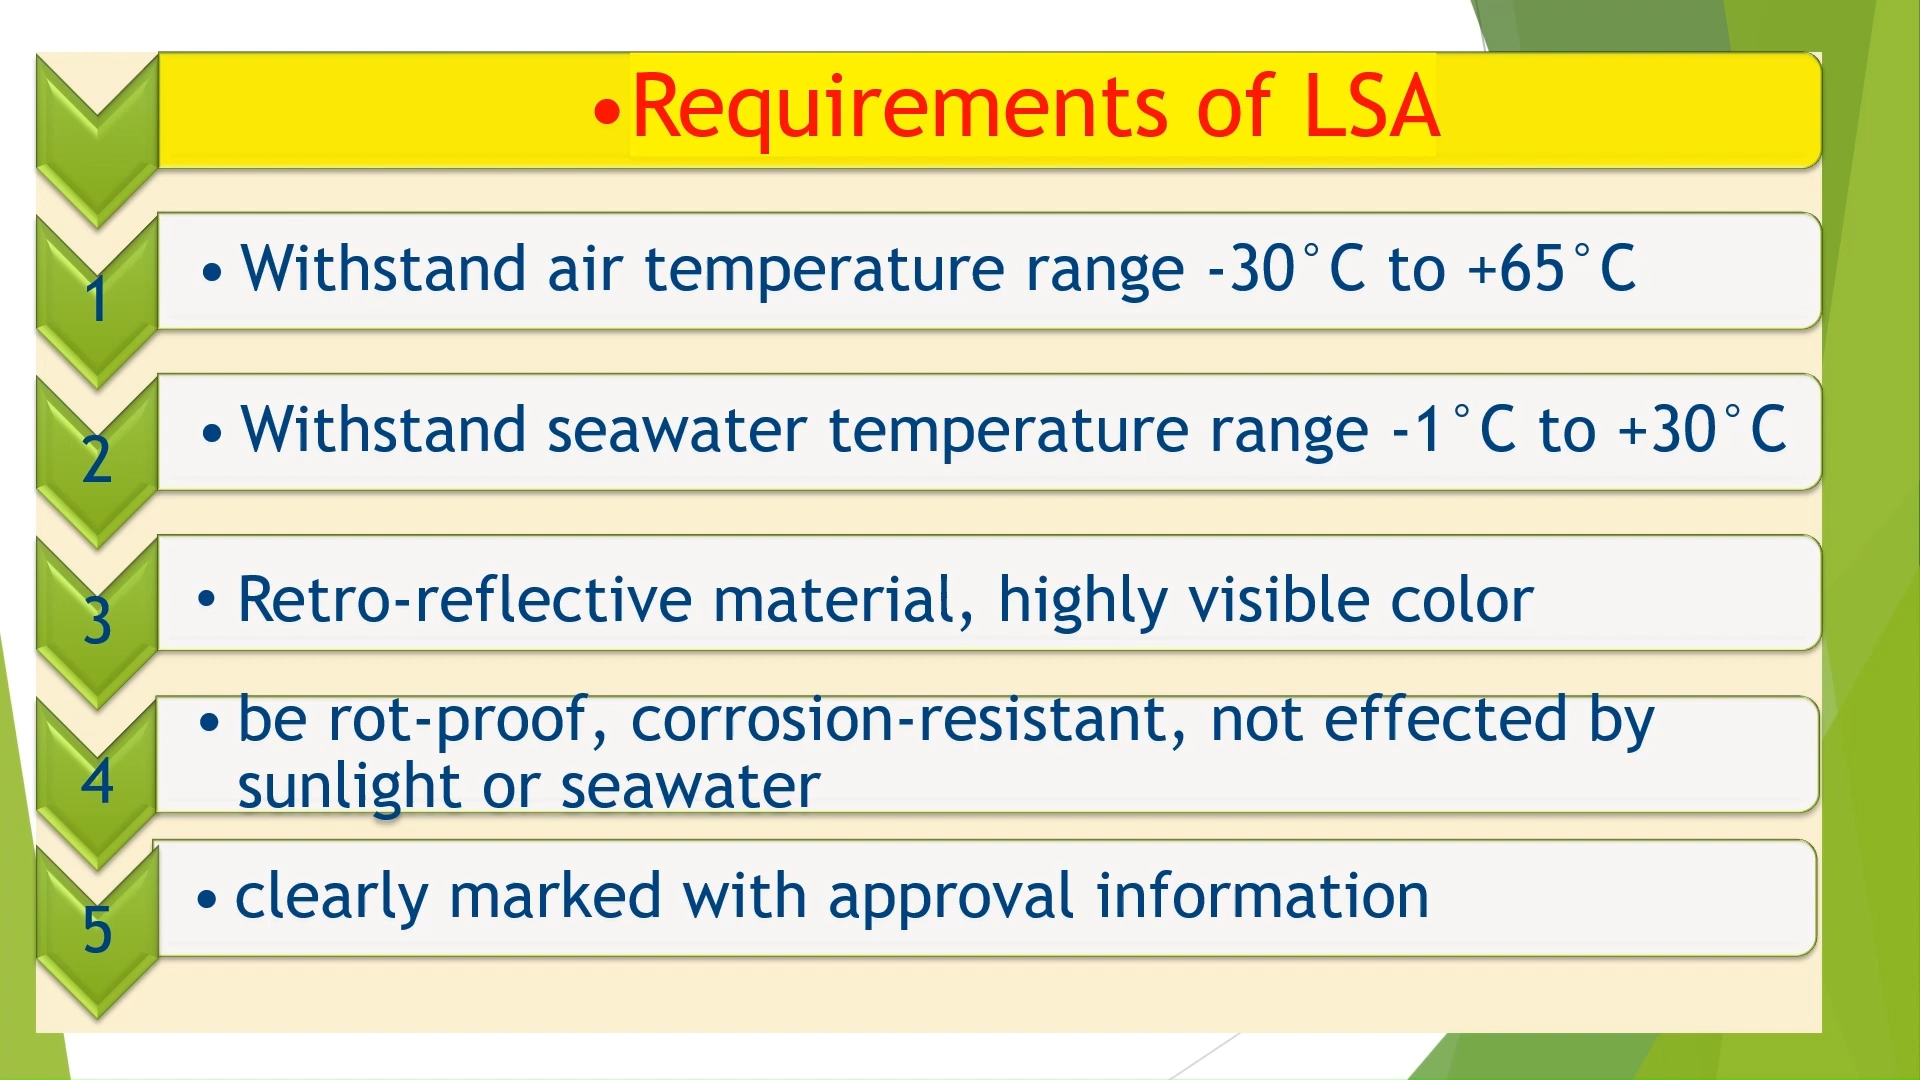 •Requirements of LSA
1
• Withstand air temperature range -30°C to +65°C
2
• Withstand seawater temperature range -1°C to +30°C
3
• Retro-reflective material, highly visible color
4
• be rot-proof, corrosion-resistant, not effected by
sunlight or seawater
5
• clearly marked with approval information